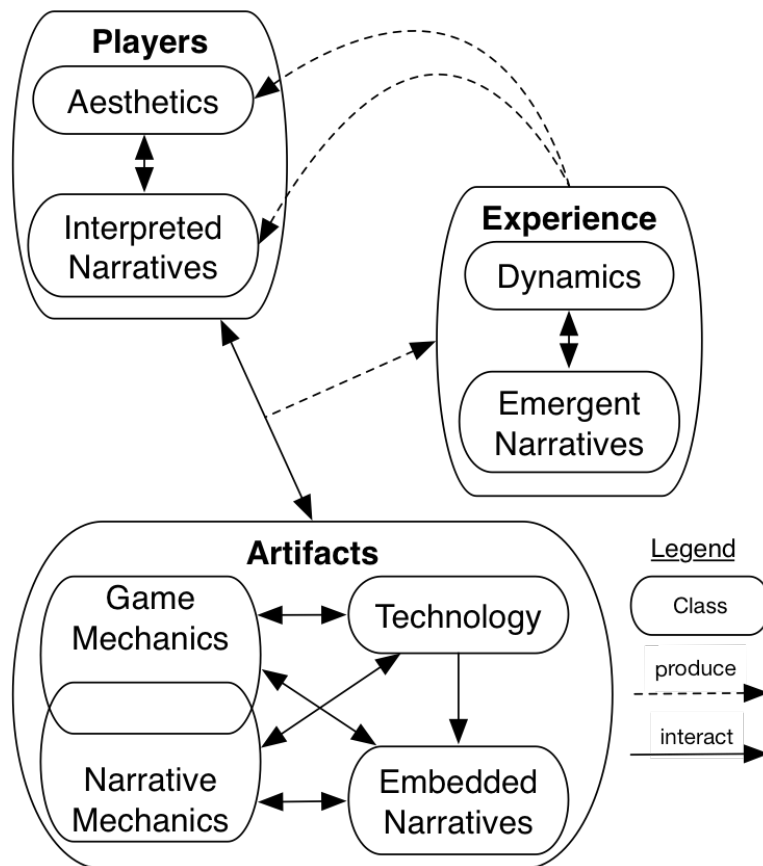 Players
Aesthetics
Interpreted
Narratives
Experience
Dynamics
Emergent
Narratives
Artifacts
Game
Mechanics
Technology
Narrative
Mechanics
Embedded
Narratives
Legend
Class
produce
interact